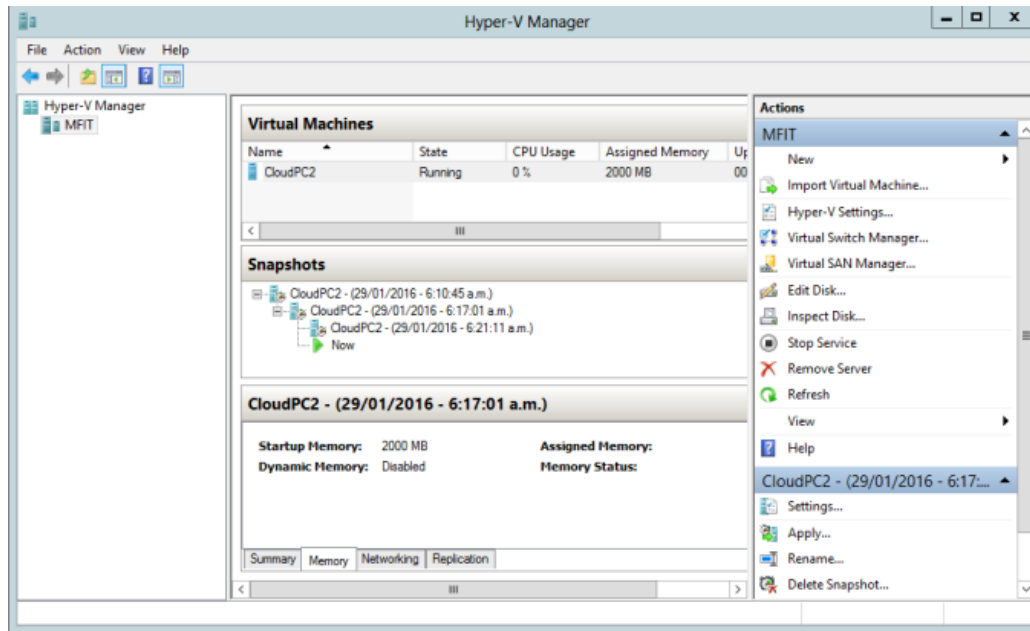 Hyper-V Manager
File Action View Help
Hyper-V Manager
MFIT
Virtual Machines
Name State CPU Usage Assigned Memory Up
CloudPC2 Running 0 % 2000 MB 00
Snapshots
CloudPC2 - (29/01/2016 - 6:10:45 a.m.)
CloudPC2 - (29/01/2016 - 6:17:01 a.m.)
CloudPC2 - (29/01/2016 - 6:21:11 a.m.)
Now
CloudPC2 - (29/01/2016 - 6:17:01 a.m.)
Startup Memory: 2000 MB Assigned Memory:
Dynamic Memory: Disabled Memory Status:
Summary Memory Networking Replication
Actions
MFIT
New
Import Virtual Machine...
Hyper-V Settings...
Virtual Switch Manager...
Virtual SAN Manager...
Edit Disk...
Inspect Disk...
Stop Service
Remove Server
Refresh
View
Help
CloudPC2 - (29/01/2016 - 6:17:...
Settings...
Apply...
Rename...
Delete Snapshot...